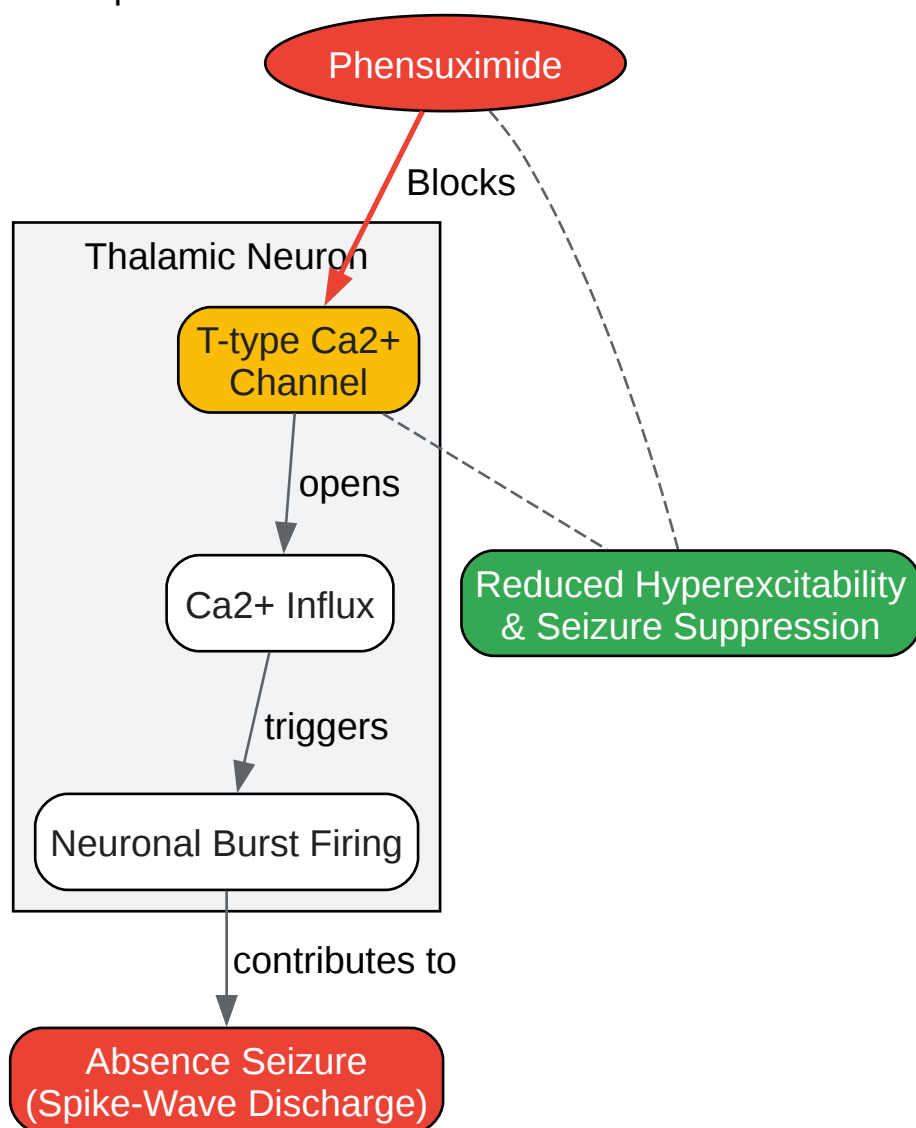 Phensuximide
Blocks
Thalamic Neuron
T-type Ca2+
Channel
opens
Ca2+ Influx
Reduced Hyperexcitability
& Seizure Suppression
triggers
Neuronal Burst Firing
contributes to
Absence Seizure
(Spike-Wave Discharge)